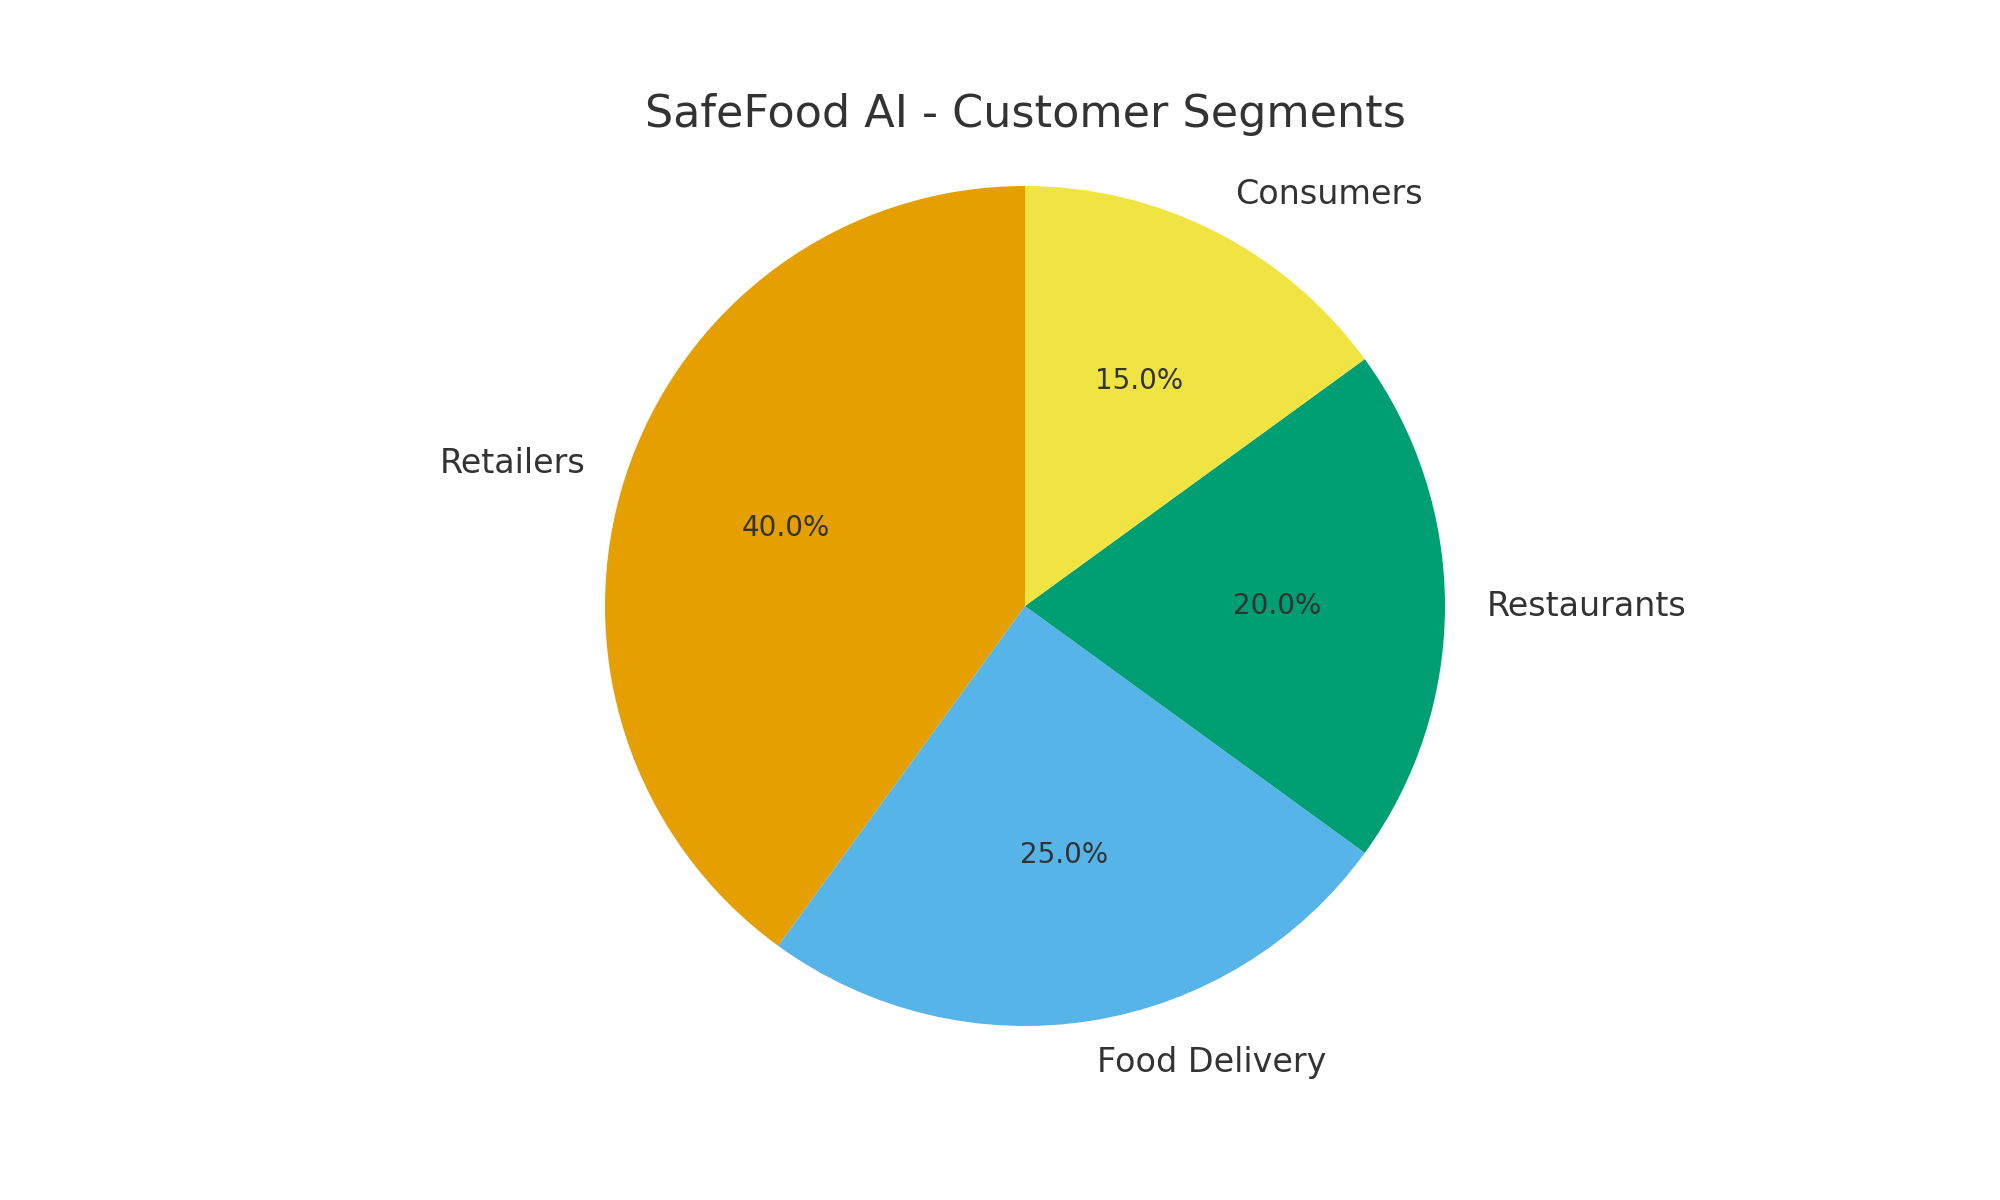 SafeFood AI - Customer Segments
Consumers
15.0%
Retailers
40.0%
Restaurants
20.0%
25.0%
Food Delivery